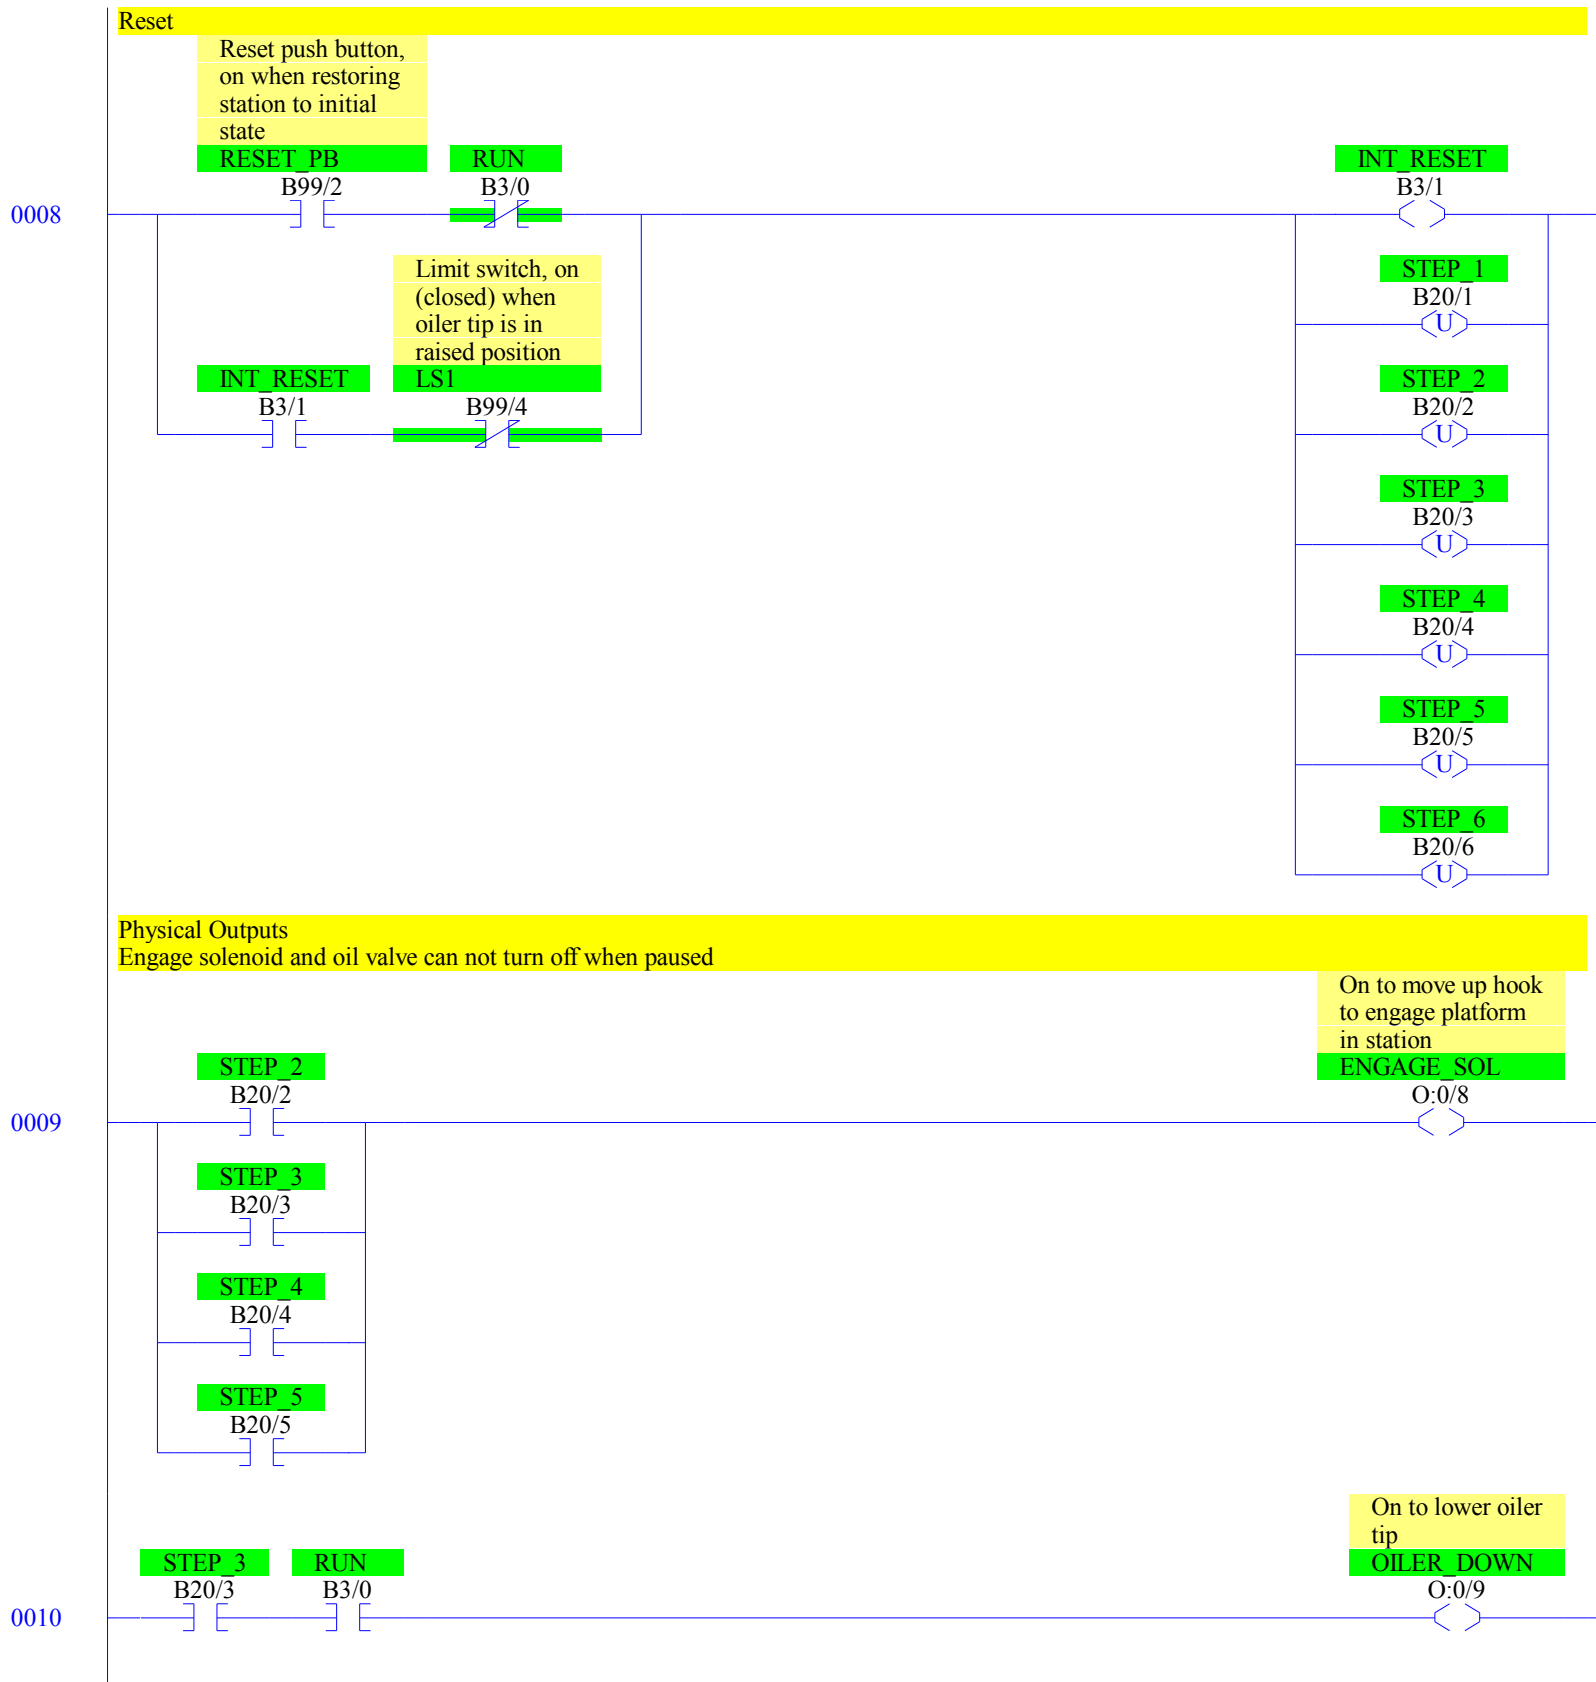 Reset
Reset push button,
on when restoring
station to initial
state
RESET_PB
B99/2
RUN
B3/0
INT_RESET
B3/1
0008
Limit switch, on
(closed) when
oiler tip is in
raised position
INT_RESET
B3/1
LS1
B99/4
STEP_1
B20/1
U
STEP_2
B20/2
U
STEP_3
B20/3
U
STEP_4
B20/4
U
STEP_5
B20/5
U
STEP_6
B20/6
U
Physical Outputs
Engage solenoid and oil valve can not turn off when paused
On to move up hook
to engage platform
in station
ENGAGE_SOL
O:0/8
STEP_2
B20/2
0009
STEP_3
B20/3
STEP_4
B20/4
STEP_5
B20/5
On to lower oiler
tip
OILER_DOWN
O:0/9
STEP_3
B20/3
RUN
B3/0
0010